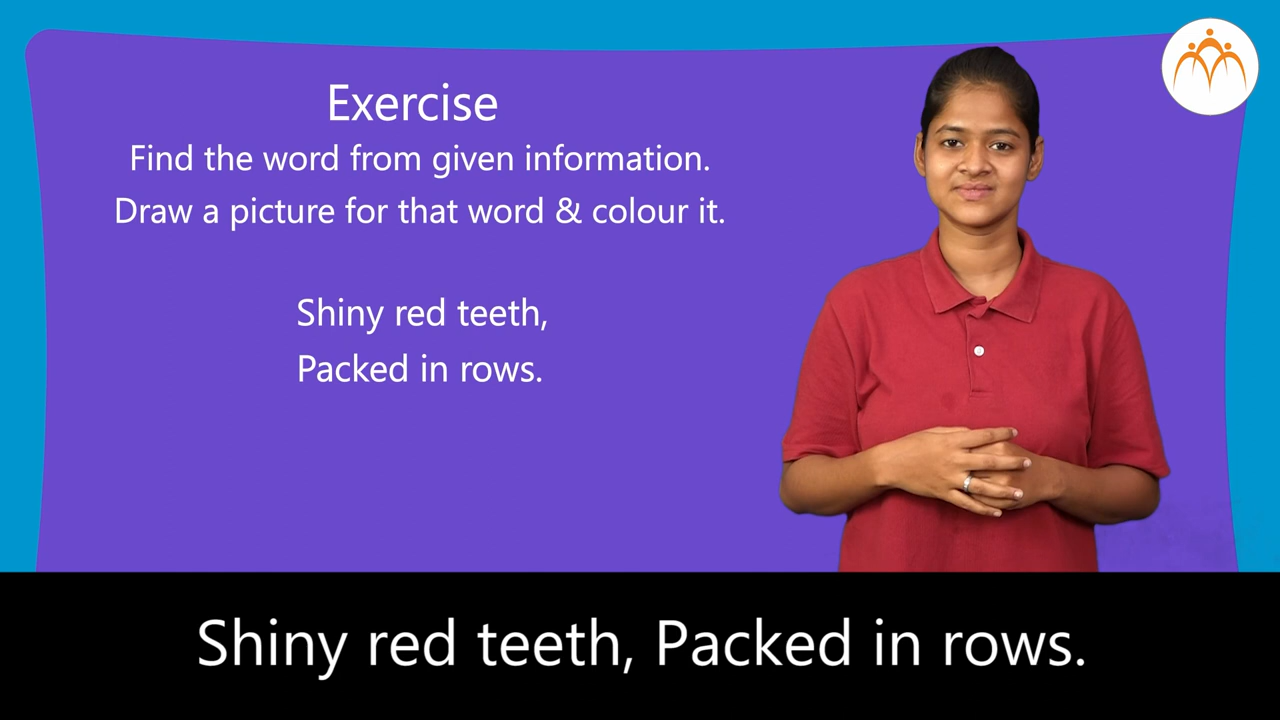 Exercise
Find the word from given information.
Draw a picture for that word & colour it.
Shiny red teeth,
Packed in rows.
Shiny red teeth, Packed in rows.